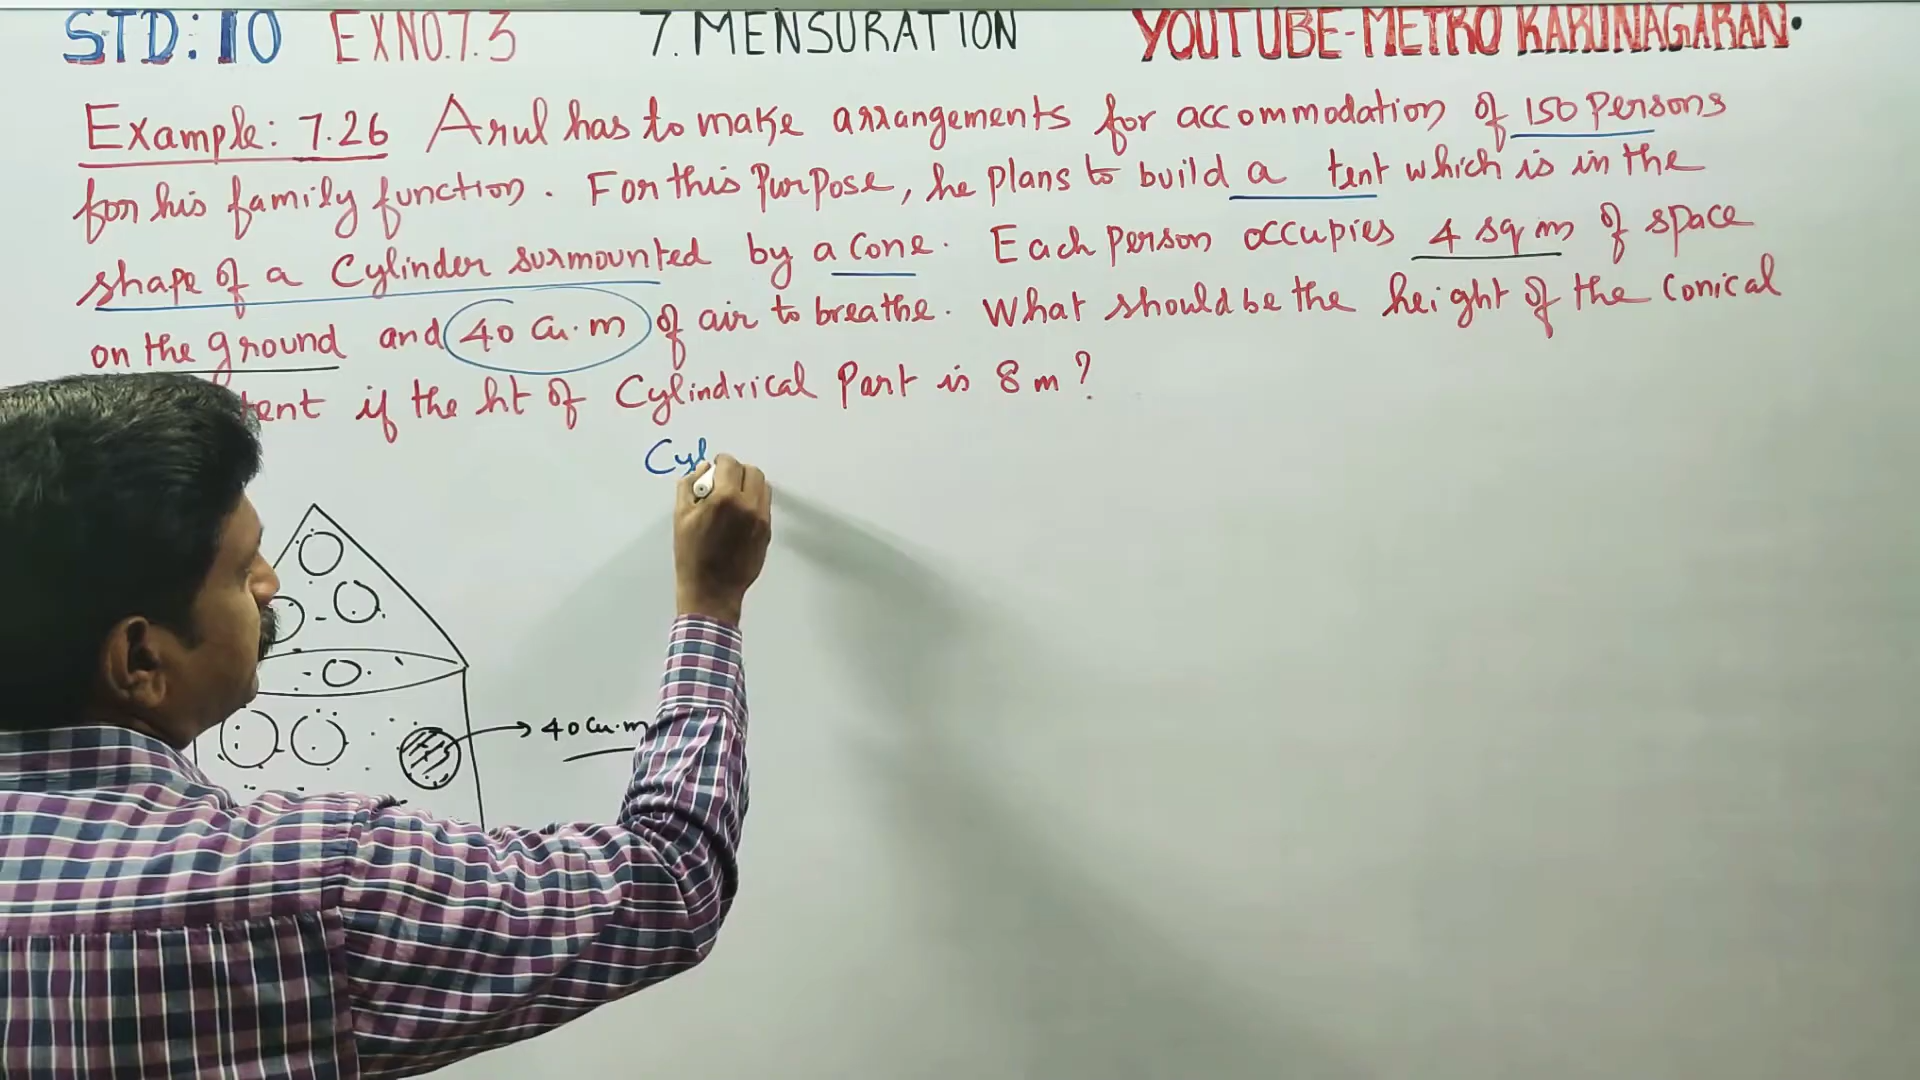 STD: 10 EXNO.7.3 7. MENSURATION YOUTUBE-METRO KARUNAGARAN.
Example: 7.26 Arul has to make arrangements for accommodation of 150 persons
for his family function. For this purpose, he plans to build a tent which is in the
shape of a Cylinder surmounted by a cone. Each person occupies 4 sq m of space
on the ground and 40 Cu.m of air to breathe. What should be the height of the conical
tent if the ht of Cylindrical Part is 8 m?
Cyl
40 Cu.m